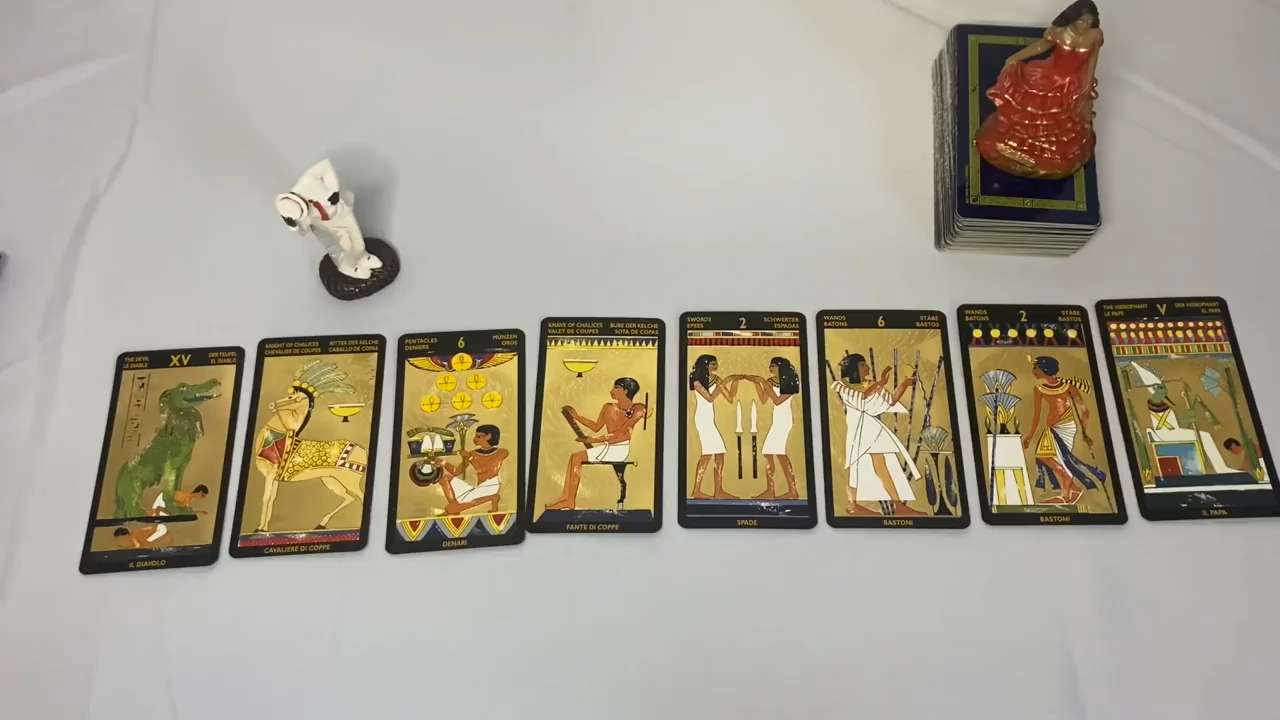 THE DEVIL
LE DIABLE
XV
DER TEUFEL
EL DIABLO
IL DIAVOLO
KNIGHT OF CHALICES
CHEVALIER DE COUPES
RITTER DER KELCHE
CABALLO DE COPAS
CAVALIERE DI COPPE
PENTACLES
DENIERS
6
MÜNZEN
OROS
DENARI
KNAVE OF CHALICES
VALET DE COUPES
BUBE DER KELCHE
SOTA DE COPAS
FANTE DI COPPE
SWORDS
EPEES
2
SCHWERTER
ESPADAS
SPADE
WANDS
BATONS
6
STÄBE
BASTOS
BASTONI
WANDS
BATONS
2
STÄBE
BASTOS
BASTONI
THE HIEROPHANT
LE PAPE
V
DER HIEROPHANT
EL PAPA
IL PAPA